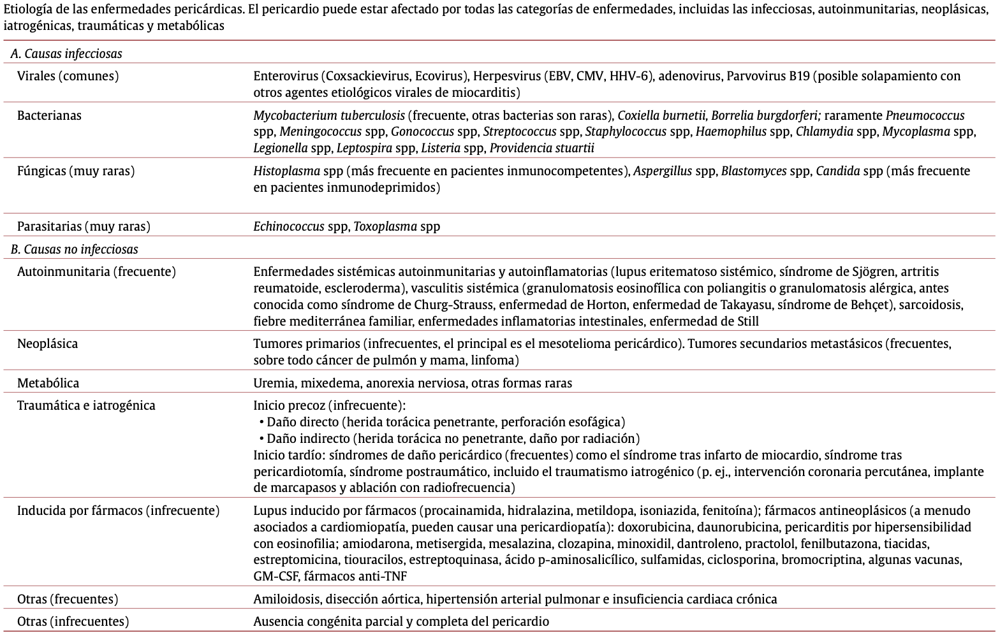 Etiología de las enfermedades pericárdicas. El pericardio puede estar afectado por todas las categorías de enfermedades, incluidas las infecciosas, autoinmunitarias, neoplásicas,
iatrogénicas, traumáticas y metabólicas
A. Causas infecciosas
Virales (comunes)
Enterovirus (Coxsackievirus, Ecovirus), Herpesvirus (EBV, CMV, HHV-6), adenovirus, Parvovirus B19 (posible solapamiento con
otros agentes etiológicos virales de miocarditis)
Bacterianas
Mycobacterium tuberculosis (frecuente, otras bacterias son raras), Coxiella burnetii, Borrelia burgdorferi; raramente Pneumococcus
spp, Meningococcus spp, Gonococcus spp, Streptococcus spp, Staphylococcus spp, Haemophilus spp, Chlamydia spp, Mycoplasma spp,
Legionella spp, Leptospira spp, Listeria spp, Providencia stuartii
Fúngicas (muy raras)
Histoplasma spp (más frecuente en pacientes inmunocompetentes), Aspergillus spp, Blastomyces spp, Candida spp (más frecuente
en pacientes inmunodeprimidos)
Parasitarias (muy raras)
Echinococcus spp, Toxoplasma spp
B. Causas no infecciosas
Autoinmunitaria (frecuente)
Enfermedades sistémicas autoinmunitarias y autoinflamatorias (lupus eritematoso sistémico, síndrome de Sjögren, artritis
reumatoide, escleroderma), vasculitis sistémica (granulomatosis eosinofílica con poliangitis o granulomatosis alérgica, antes
conocida como síndrome de Churg-Strauss, enfermedad de Horton, enfermedad de Takayasu, síndrome de Behçet), sarcoidosis,
fiebre mediterránea familiar, enfermedades inflamatorias intestinales, enfermedad de Still
Neoplásica
Tumores primarios (infrecuentes, el principal es el mesotelioma pericárdico). Tumores secundarios metastásicos (frecuentes,
sobre todo cáncer de pulmón y mama, linfoma)
Metabólica
Uremia, mixedema, anorexia nerviosa, otras formas raras
Traumática e iatrogénica
Inicio precoz (infrecuente):
• Daño directo (herida torácica penetrante, perforación esofágica)
• Daño indirecto (herida torácica no penetrante, daño por radiación)
Inicio tardío: síndromes de daño pericárdico (frecuentes) como el síndrome tras infarto de miocardio, síndrome tras
pericardiotomía, síndrome postraumático, incluido el traumatismo iatrogénico (p. ej., intervención coronaria percutánea, implante
de marcapasos y ablación con radiofrecuencia)
Inducida por fármacos (infrecuente)
Lupus inducido por fármacos (procainamida, hidralazina, metildopa, isoniazida, fenitoína); fármacos antineoplásicos (a menudo
asociados a cardiomiopatía, pueden causar una pericardiopatía): doxorubicina, daunorubicina, pericarditis por hipersensibilidad
con eosinofilia; amiodarona, metisergida, mesalazina, clozapina, minoxidil, dantroleno, practolol, fenilbutazona, tiacidas,
estreptomicina, tiouracilos, estreptoquinasa, ácido p-aminosalicílico, sulfamidas, ciclosporina, bromocriptina, algunas vacunas,
GM-CSF, fármacos anti-TNF
Otras (frecuentes)
Amiloidosis, disección aórtica, hipertensión arterial pulmonar e insuficiencia cardiaca crónica
Otras (infrecuentes)
Ausencia congénita parcial y completa del pericardio